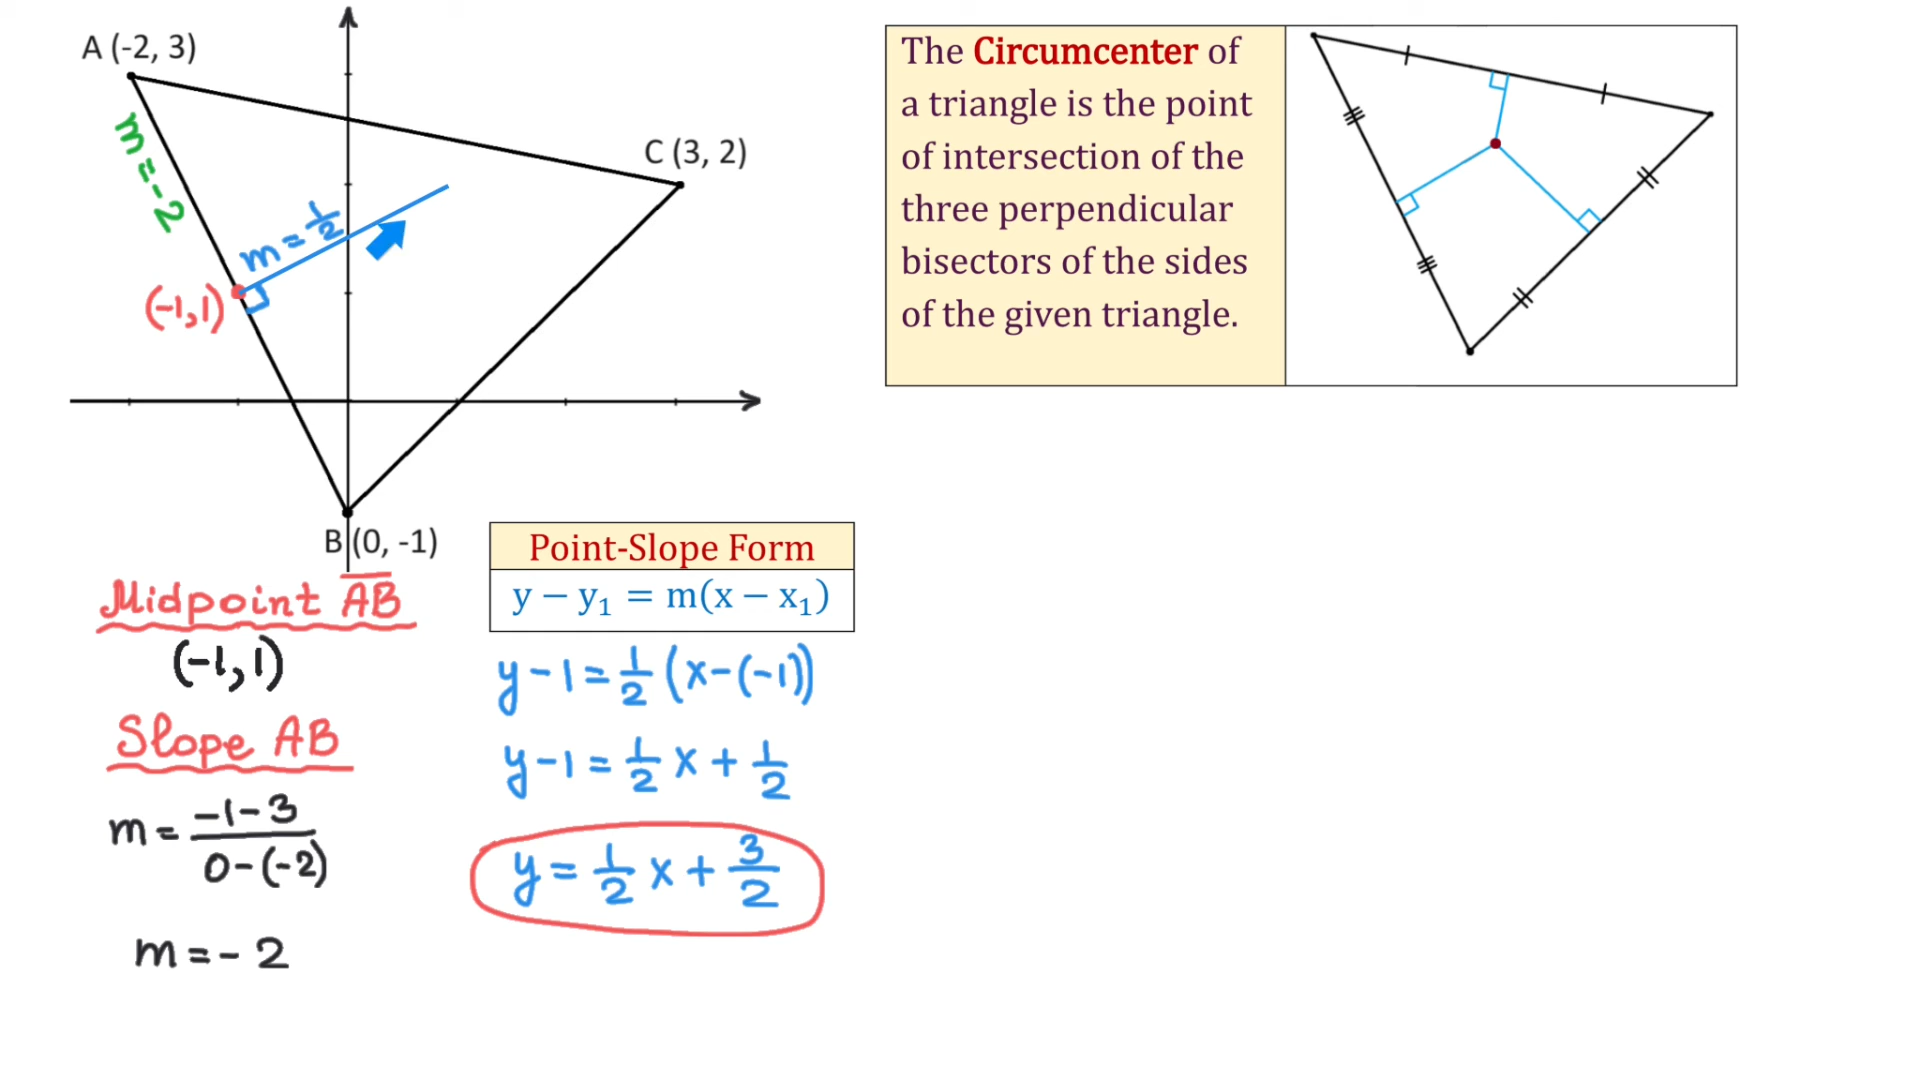 A (-2, 3)
m = -2
C (3, 2)
m = 1/2
(-1, 1)
B (0, -1)
The Circumcenter of
a triangle is the point
of intersection of the
three perpendicular
bisectors of the sides
of the given triangle.
Midpoint A̅B̅
(-1, 1)
Slope AB
m = (-1-3)/(0-(-2))
m = -2
Point-Slope Form
y − y₁ = m(x − x₁)
y - 1 = 1/2 (x - (-1))
y - 1 = 1/2 x + 1/2
y = 1/2 x + 3/2